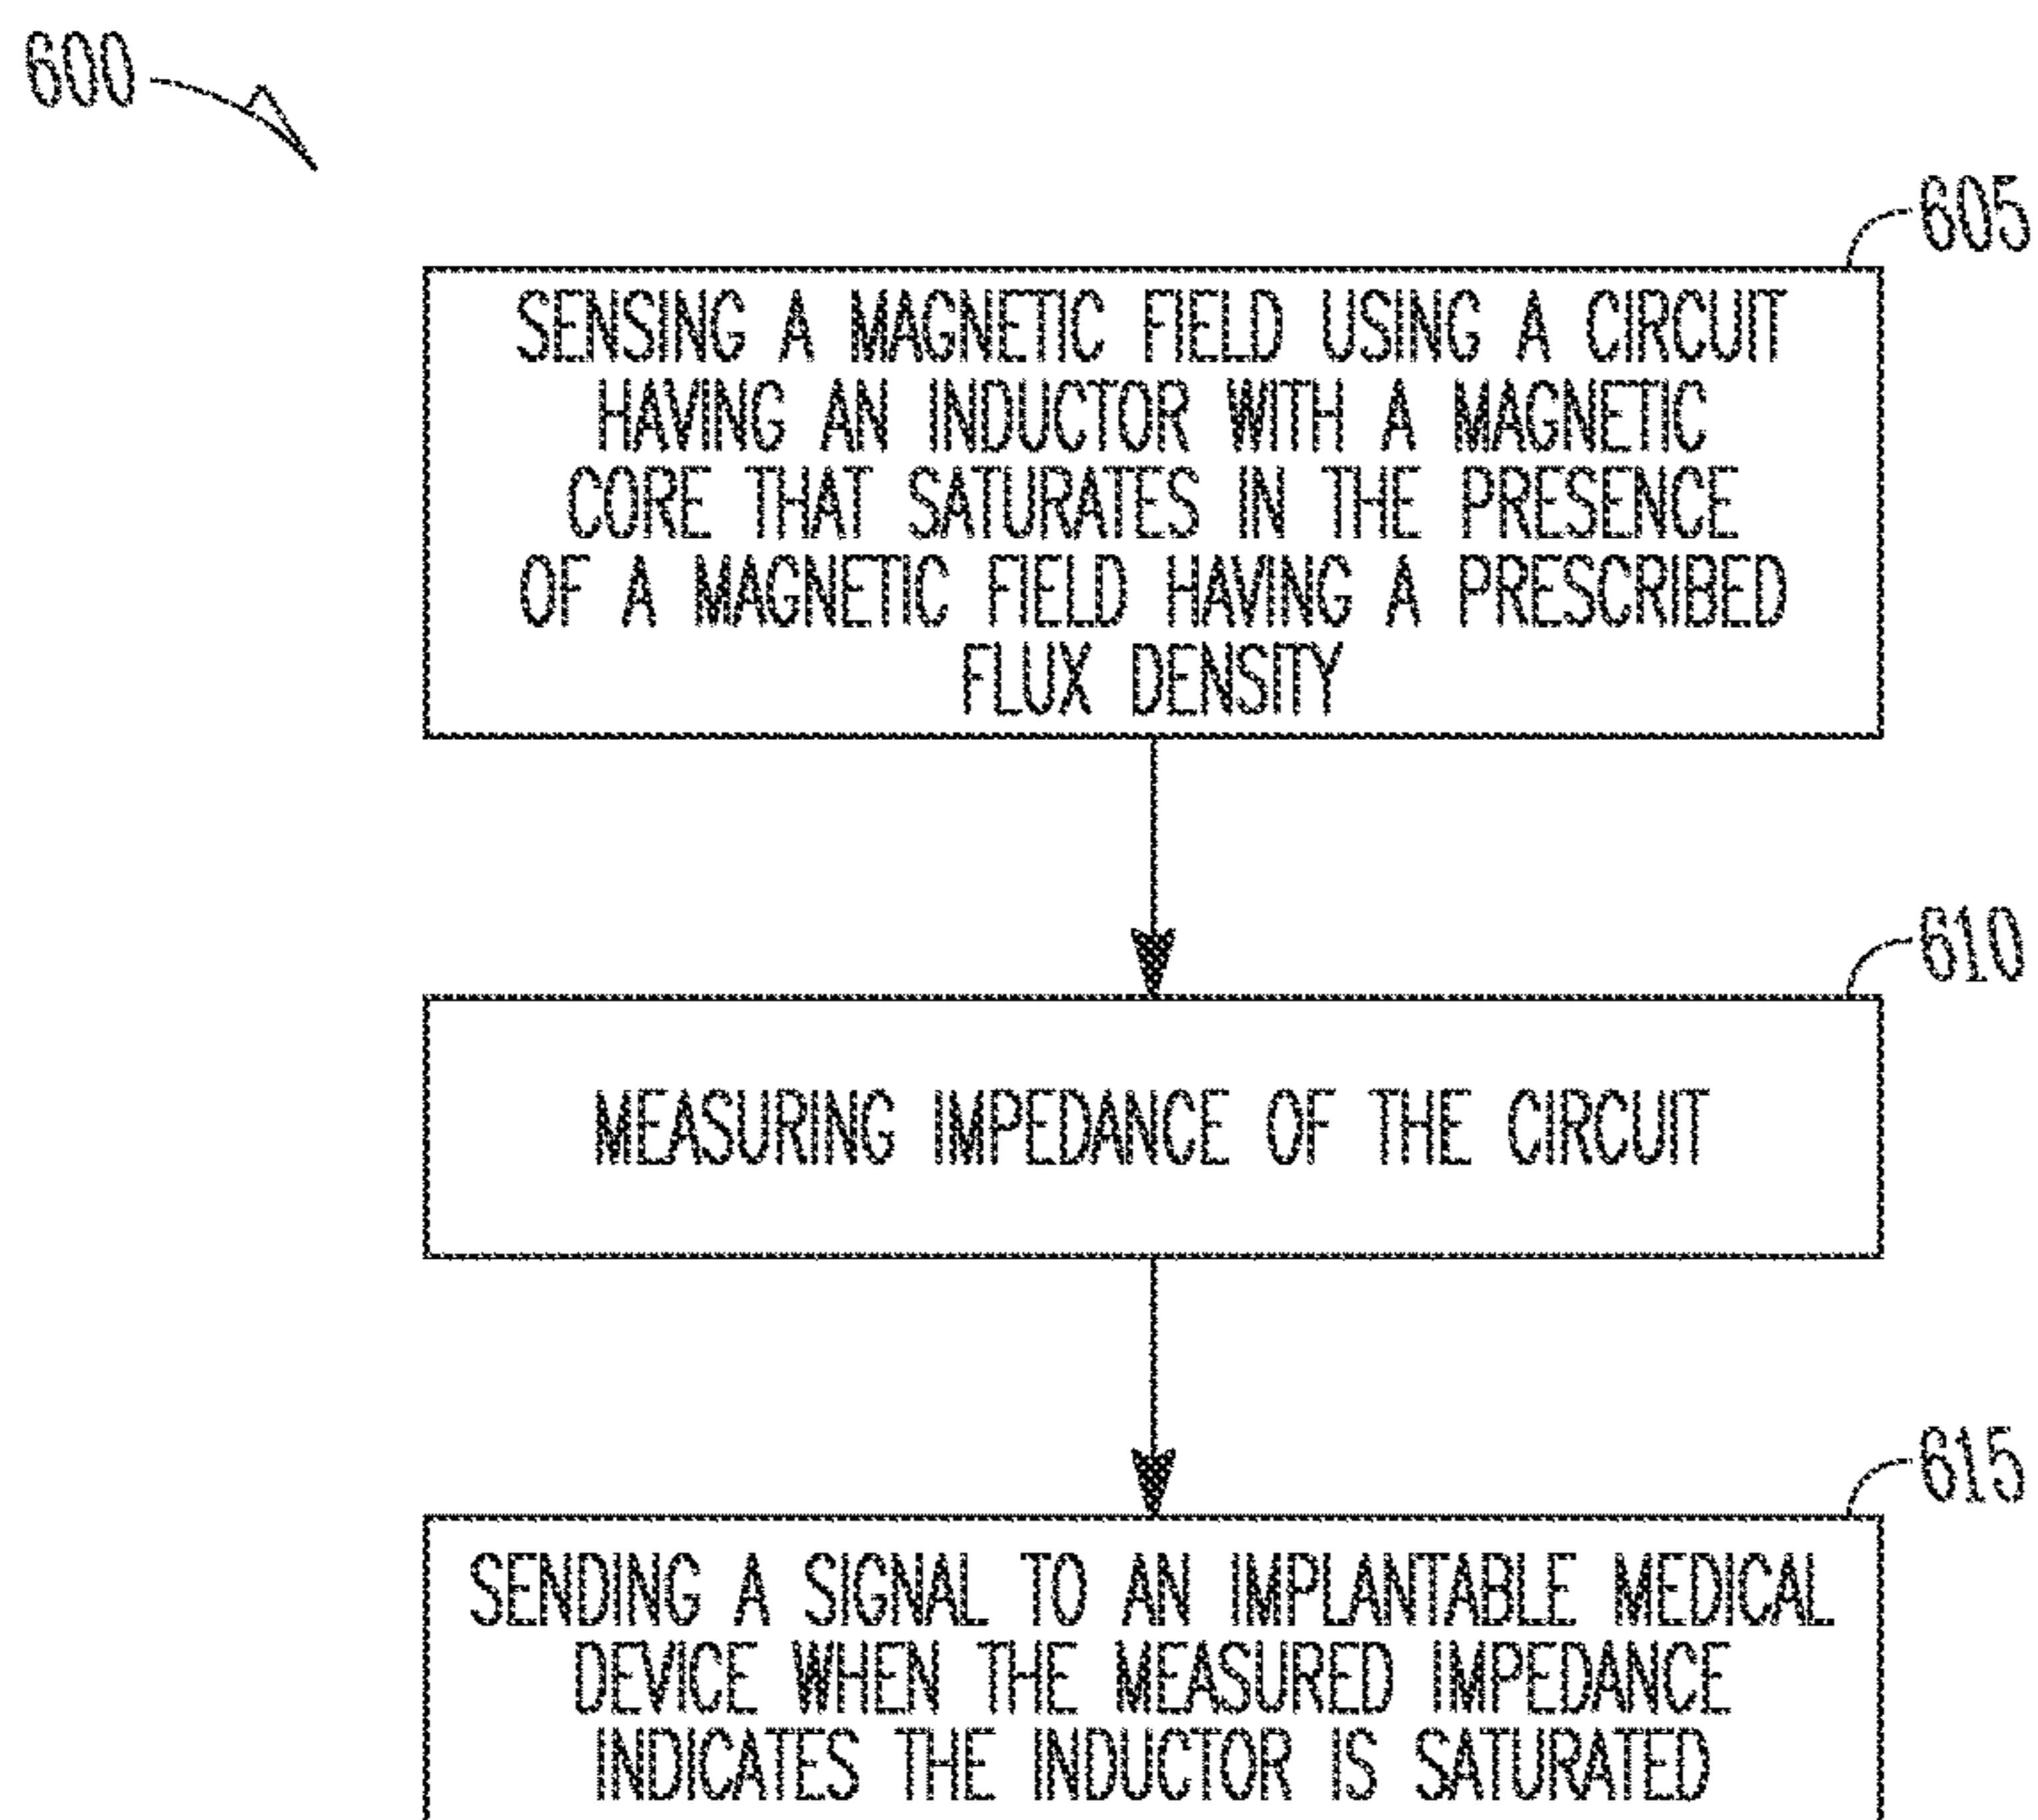 600
605
SENSING A MAGNETIC FIELD USING A CIRCUIT
HAVING AN INDUCTOR WITH A MAGNETIC
CORE THAT SATURATES IN THE PRESENCE
OF A MAGNETIC FIELD HAVING A PRESCRIBED
FLUX DENSITY
610
MEASURING IMPEDANCE OF THE CIRCUIT
615
SENDING A SIGNAL TO AN IMPLANTABLE MEDICAL
DEVICE WHEN THE MEASURED IMPEDANCE
INDICATES THE INDUCTOR IS SATURATED